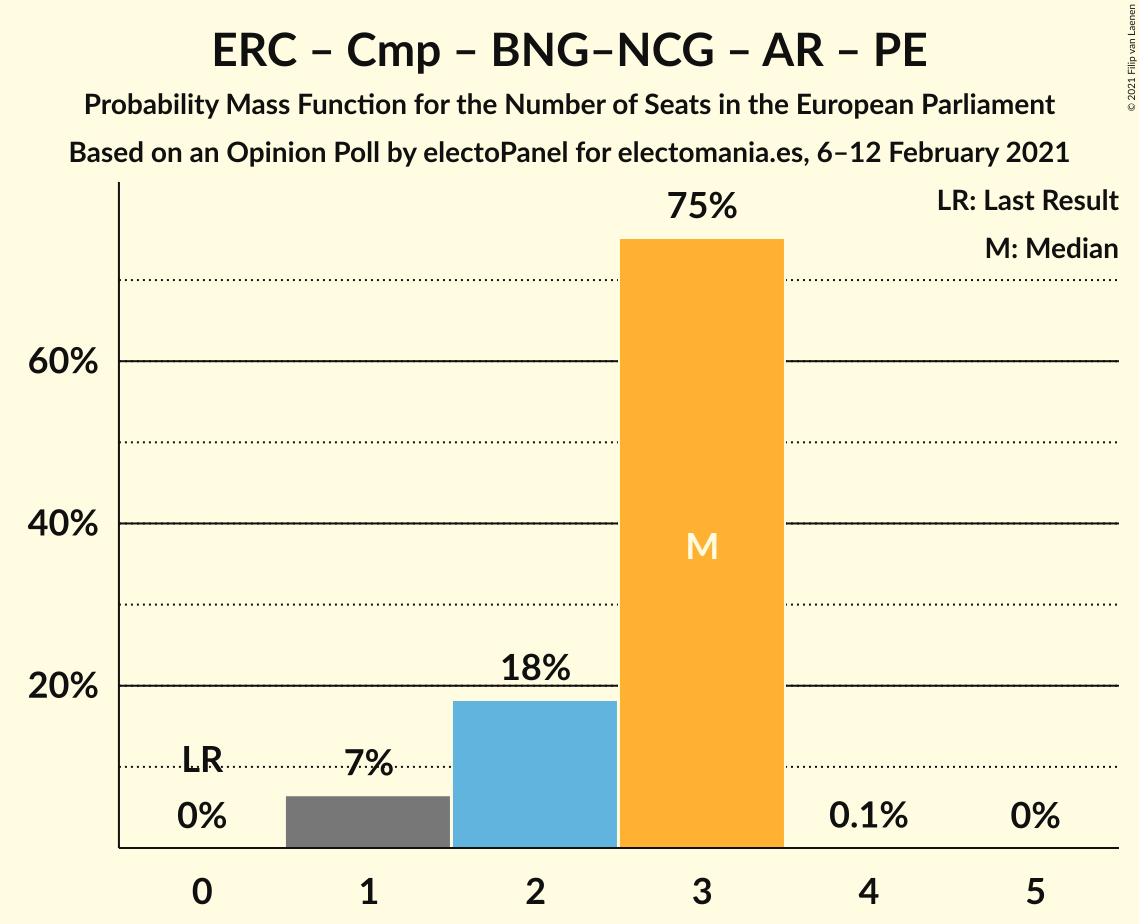 ERC – Cmp – BNG–NCG – AR – PE
Probability Mass Function for the Number of Seats in the European Parliament
Based on an Opinion Poll by electoPanel for electomania.es, 6–12 February 2021
© 2021 Filip van Laenen
LR: Last Result
M: Median
75%
60%
40%
M
20%
18%
LR
7%
0%
0.1%
0%
0 1 2 3 4 5